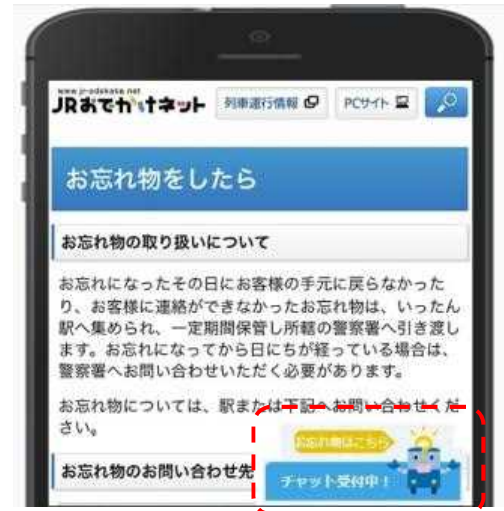 www.jr-odekake.net
JRおでかけネット
列車運行情報
PCサイト
お忘れ物をしたら
お忘れ物の取り扱いについて
お忘れになったその日にお客様の手元に戻らなかった
り、お客様に連絡ができなかったお忘れ物は、いったん
駅へ集められ、一定期間保管し所轄の警察署へ引き渡し
ます。お忘れになってから日にちが経っている場合は、
警察署へお問い合わせいただく必要があります。
お忘れ物については、駅または下記へお問い合わせくだ
さい。
お忘れ物はこちら
お忘れ物のお問い合わせ先
チャット受付中！